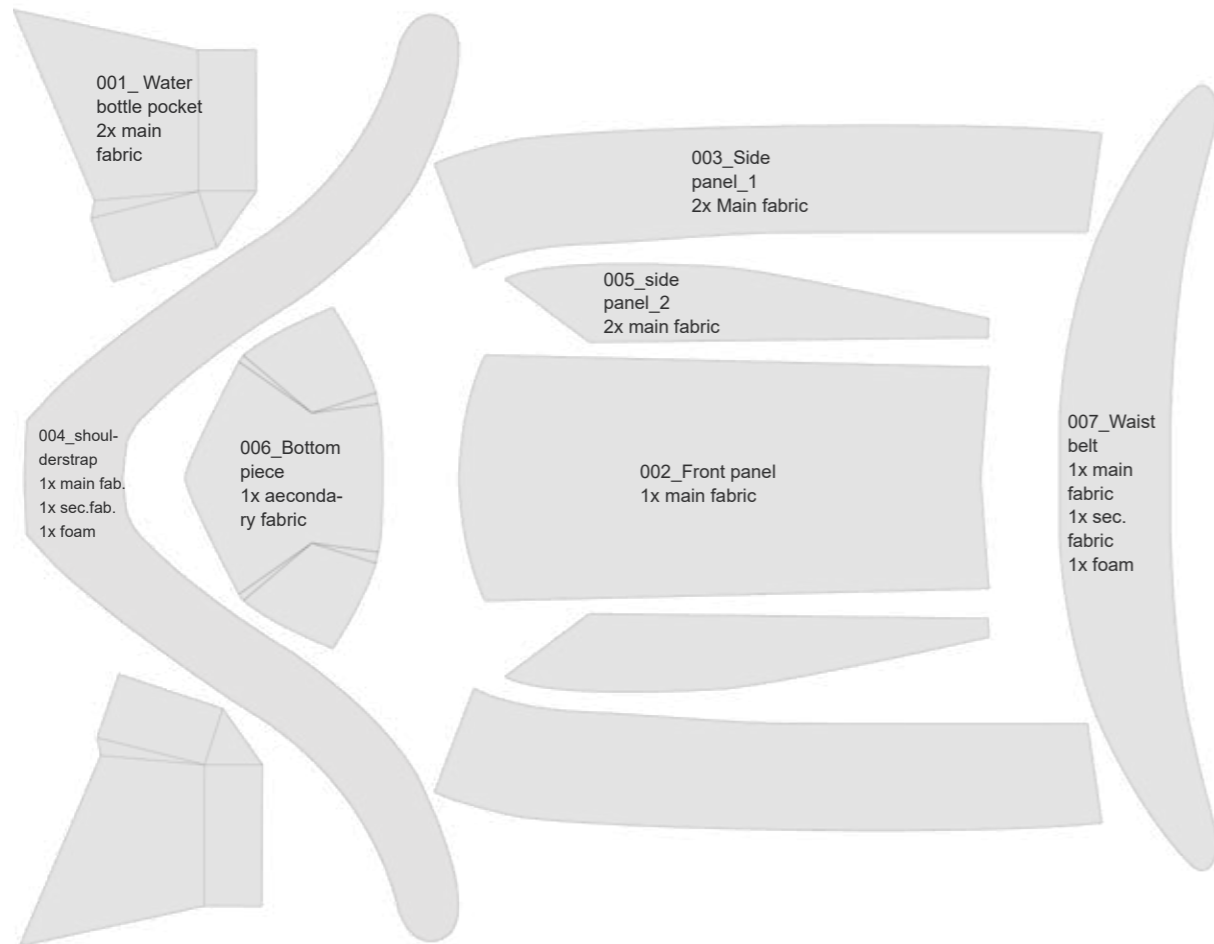 001_ Water
bottle pocket
2x main
fabric
003_Side
panel_1
2x Main fabric
005_side
panel_2
2x main fabric
004_shoul-
derstrap
1x main fab.
1x sec.fab.
1x foam
006_Bottom
piece
1x aeconda-
ry fabric
002_Front panel
1x main fabric
007_Waist
belt
1x main
fabric
1x sec.
fabric
1x foam